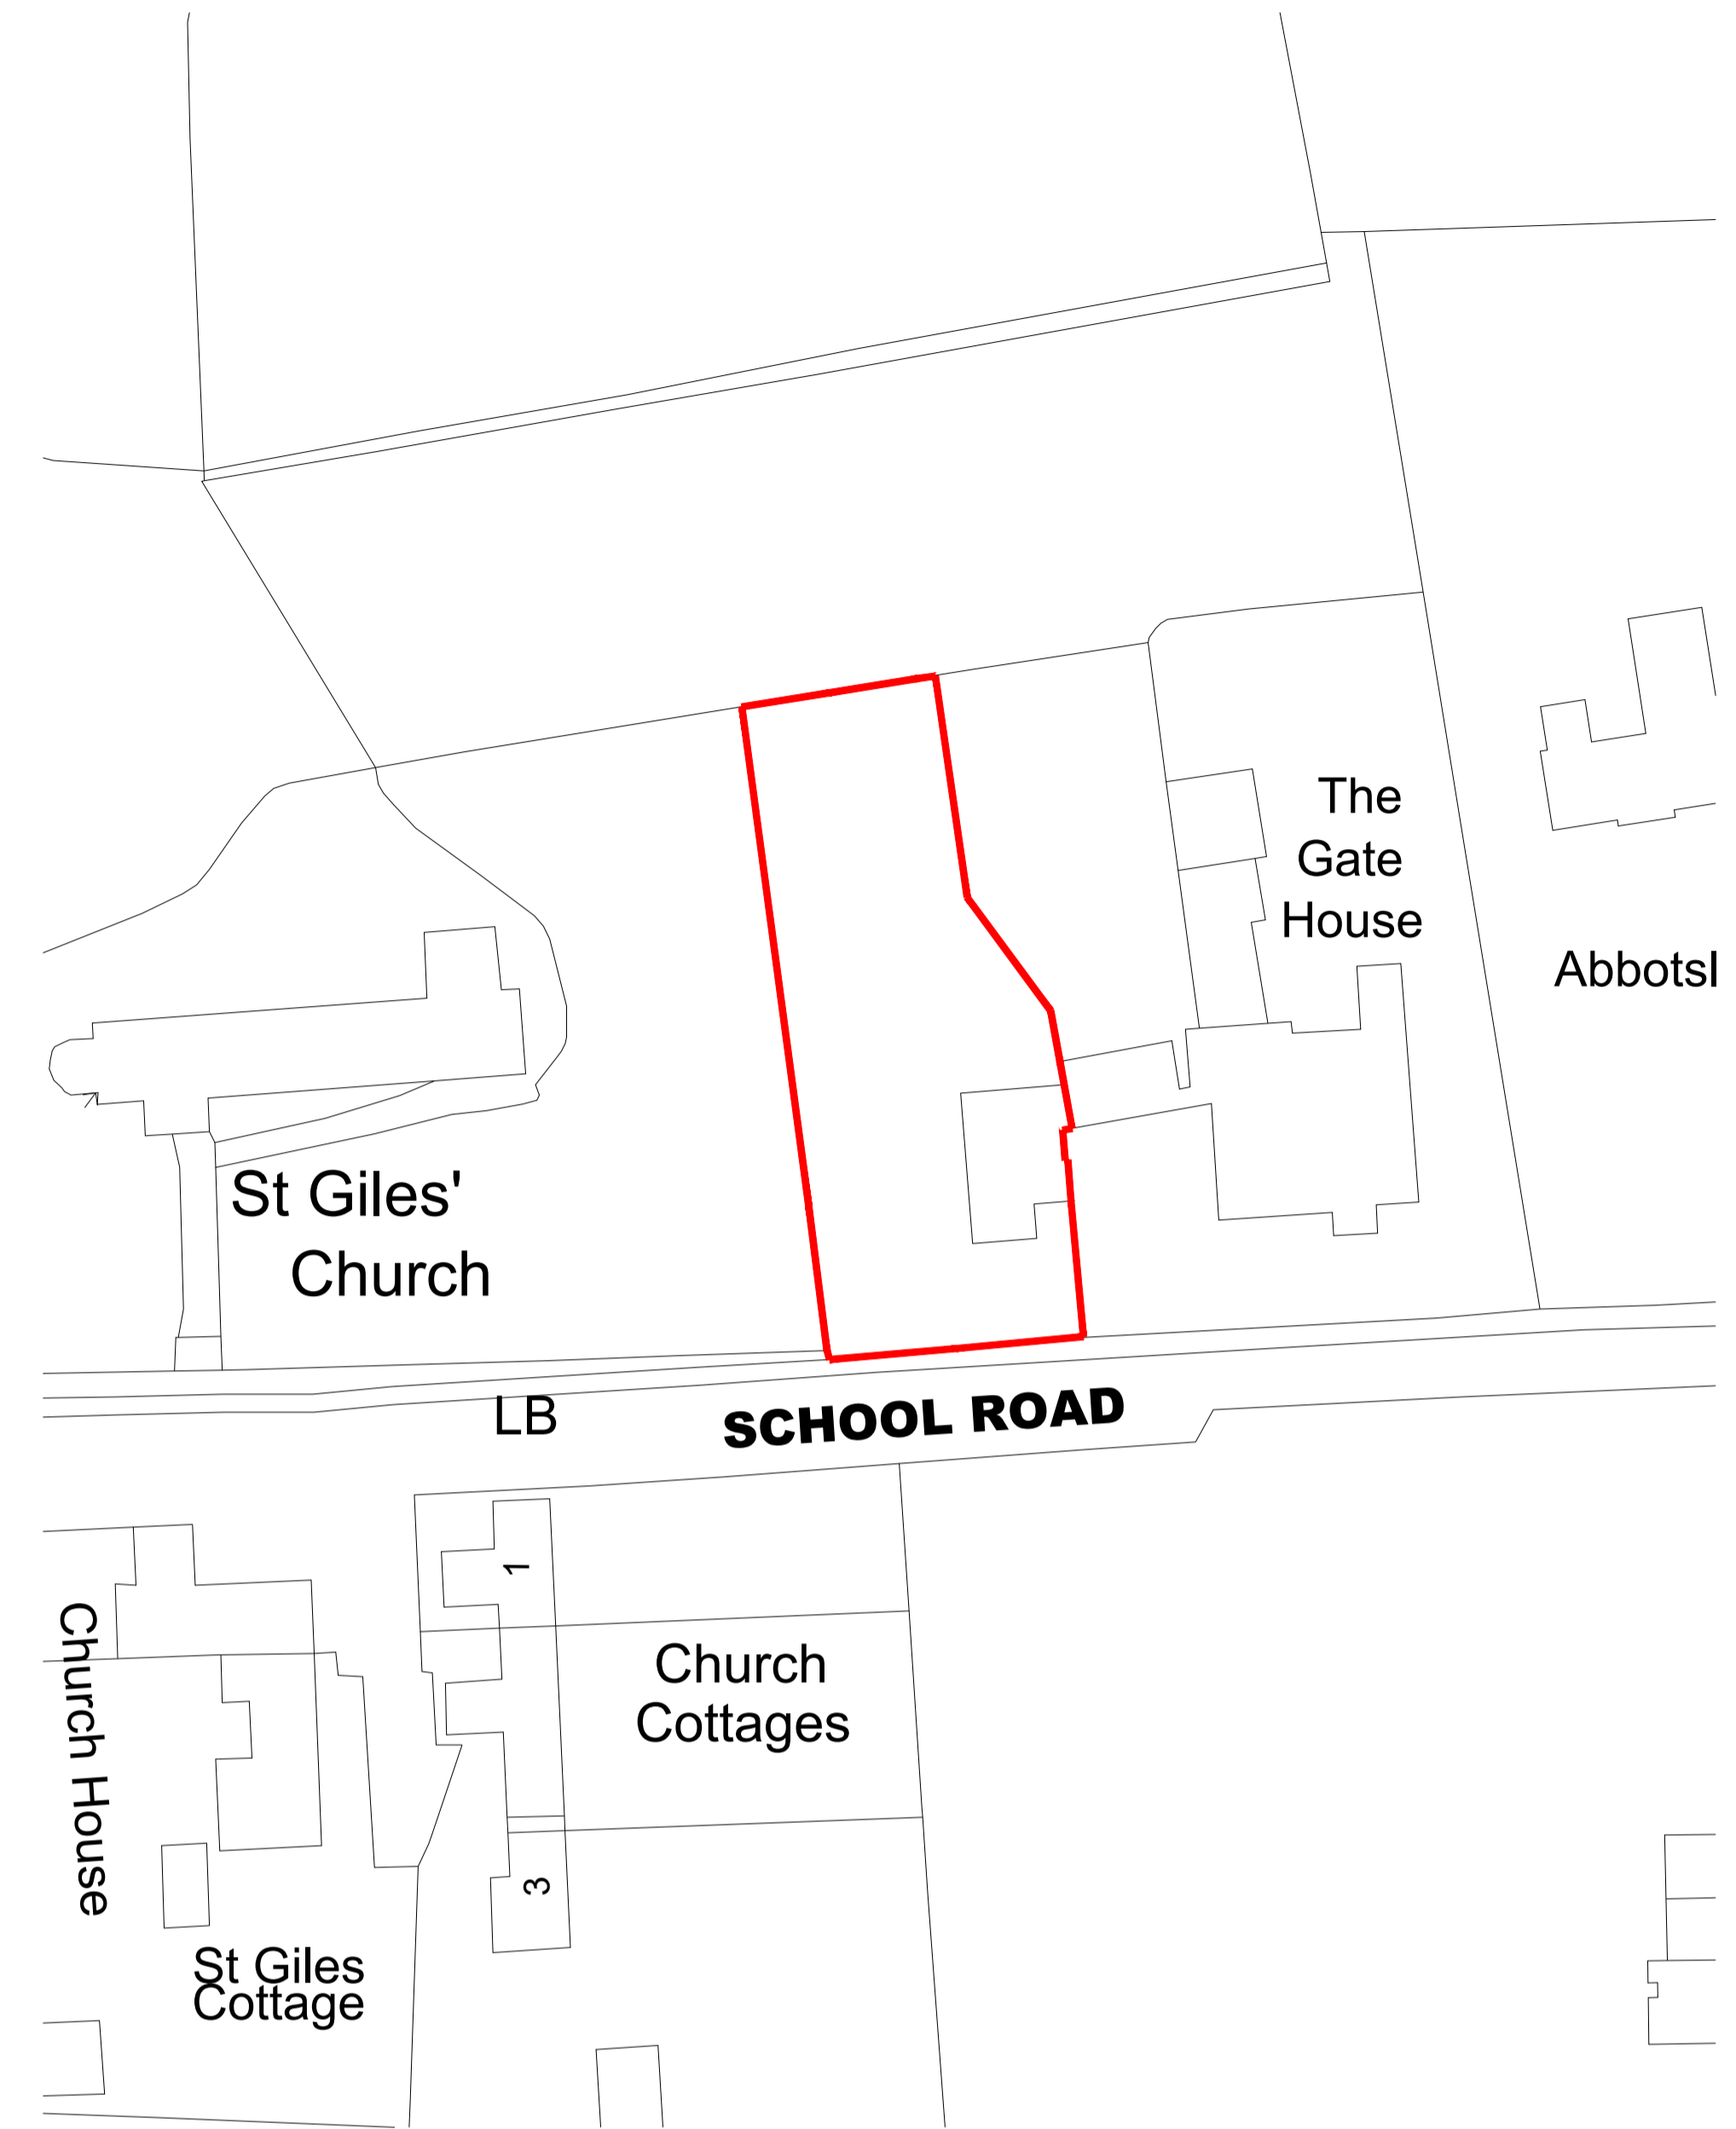 The
Gate
House
Abbotsl
St Giles'
Church
LB
SCHOOL ROAD
1
Church
Cottages
Church House
3
St Giles
Cottage